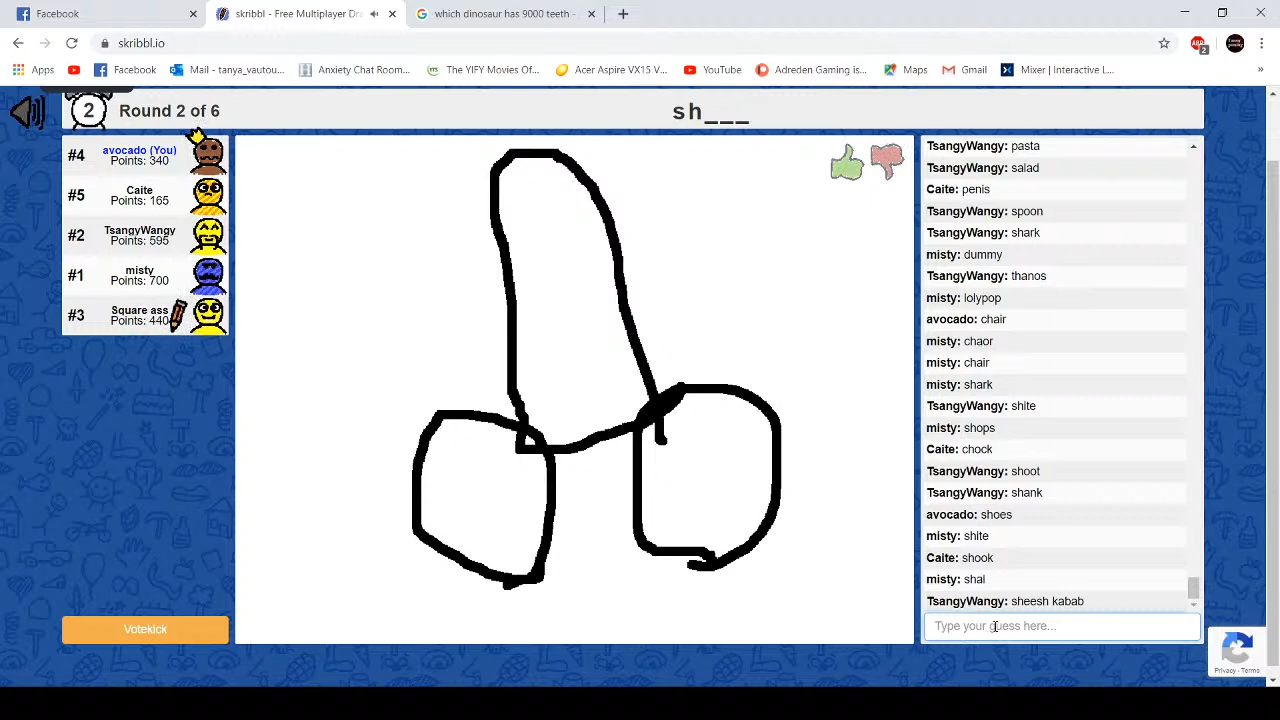 Facebook
skribbl - Free Multiplayer Dra
which dinosaur has 9000 teeth -
skribbl.io
ABP
2
Apps
Facebook
Mail - tanya_vautou...
Anxiety Chat Room...
The YIFY Movies Of...
Acer Aspire VX15 V...
YouTube
Adreden Gaming is...
Maps
Gmail
Mixer | Interactive L...
2
Round 2 of 6
sh___
#4
avocado (You)
Points: 340
#5
Caite
Points: 165
#2
TsangyWangy
Points: 595
#1
misty
Points: 700
#3
Square ass
Points: 440
Votekick
TsangyWangy: pasta
TsangyWangy: salad
Caite: penis
TsangyWangy: spoon
TsangyWangy: shark
misty: dummy
TsangyWangy: thanos
misty: lolypop
avocado: chair
misty: chaor
misty: chair
misty: shark
TsangyWangy: shite
misty: shops
Caite: chock
TsangyWangy: shoot
TsangyWangy: shank
avocado: shoes
misty: shite
Caite: shook
misty: shal
TsangyWangy: sheesh kabab
Type your guess here...
Privacy - Terms